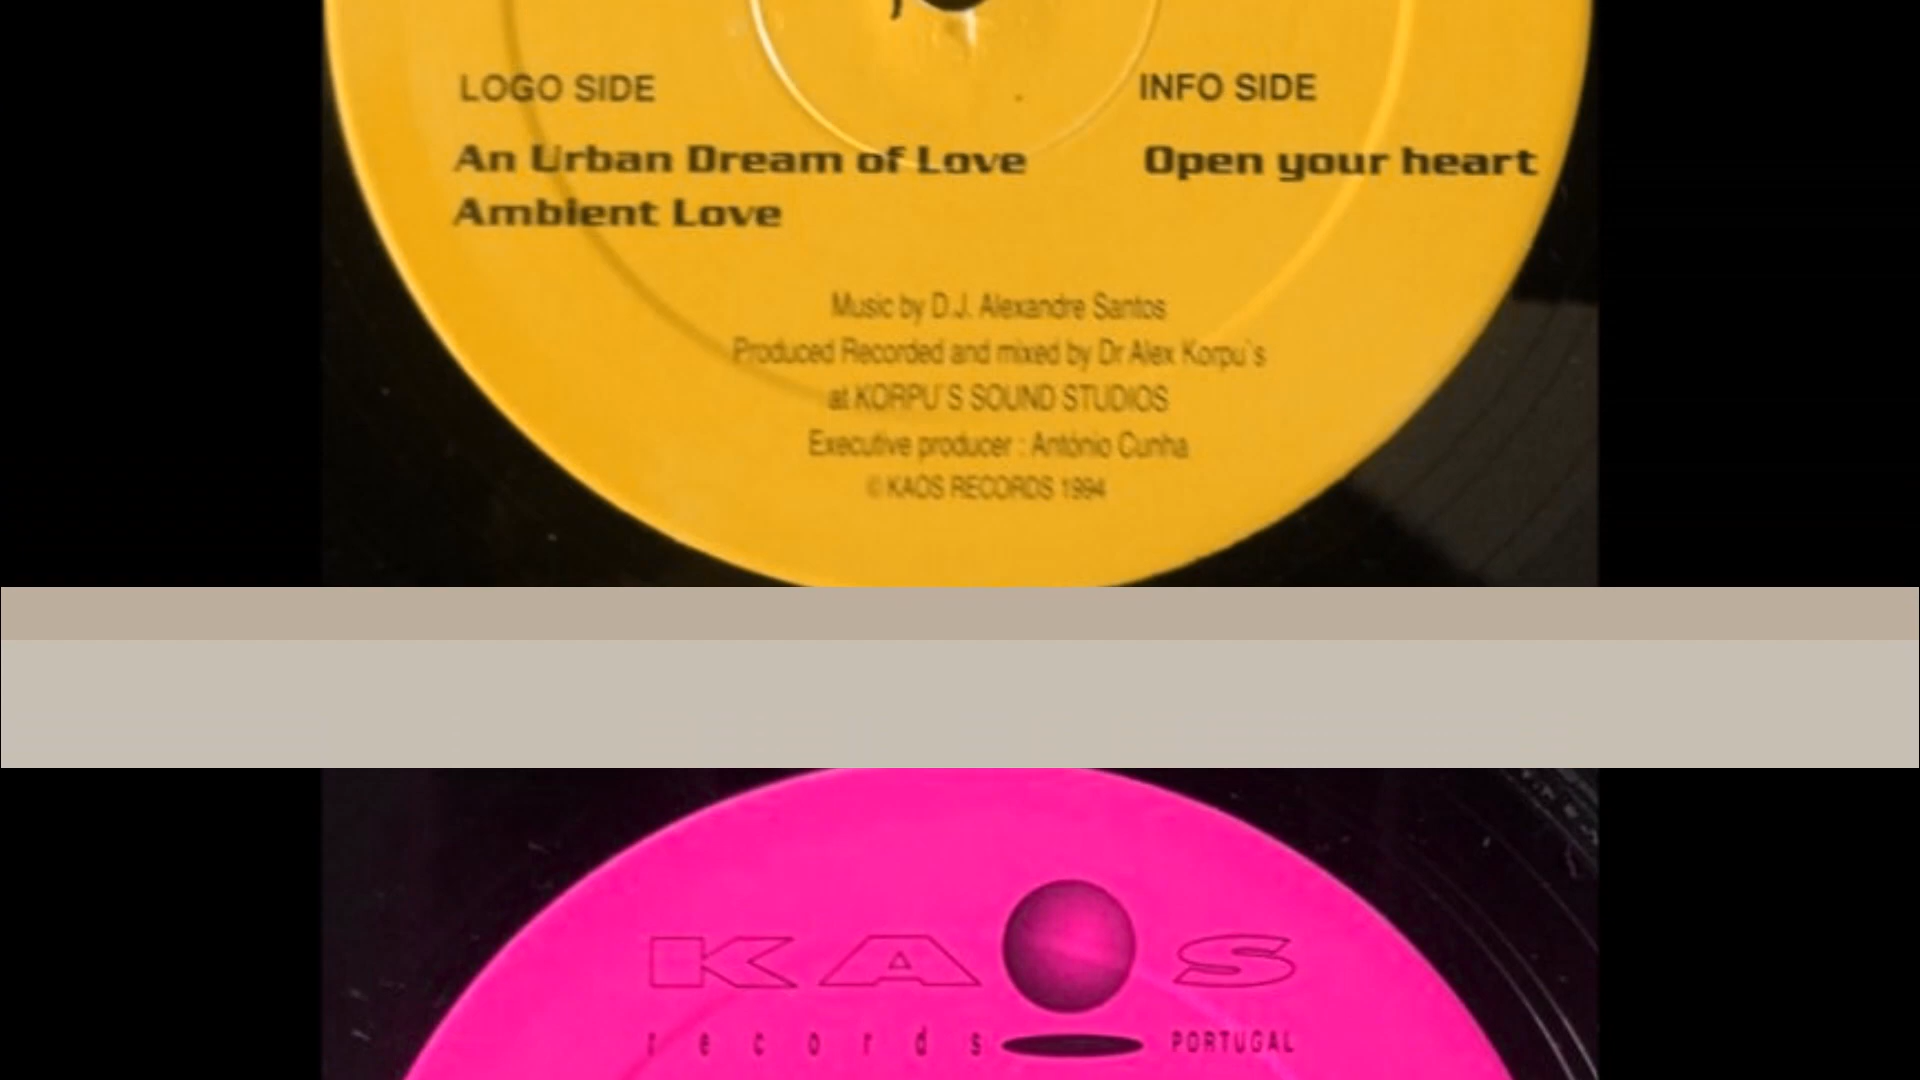 LOGO SIDE
INFO SIDE
An Urban Dream of Love
Open your heart
Ambient Love
Music by D.J. Alexandre Santos
Produced Recorded and mixed by Dr Alex Korpu´s
at KORPU´S SOUND STUDIOS
Executive producer : António Cunha
© KAOS RECORDS 1994
KAOS
records PORTUGAL